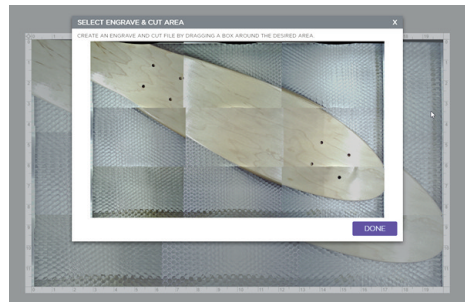 SELECT ENGRAVE & CUT AREA X
CREATE AN ENGRAVE AND CUT FILE BY DRAGGING A BOX AROUND THE DESIRED AREA.
DONE